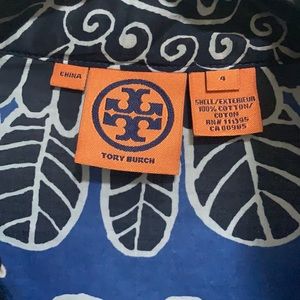 CHINA
TORY BURCH
4
SHELL/EXTERIEUR
100% COTTON/
COTON
RN# 111395
CA 00985